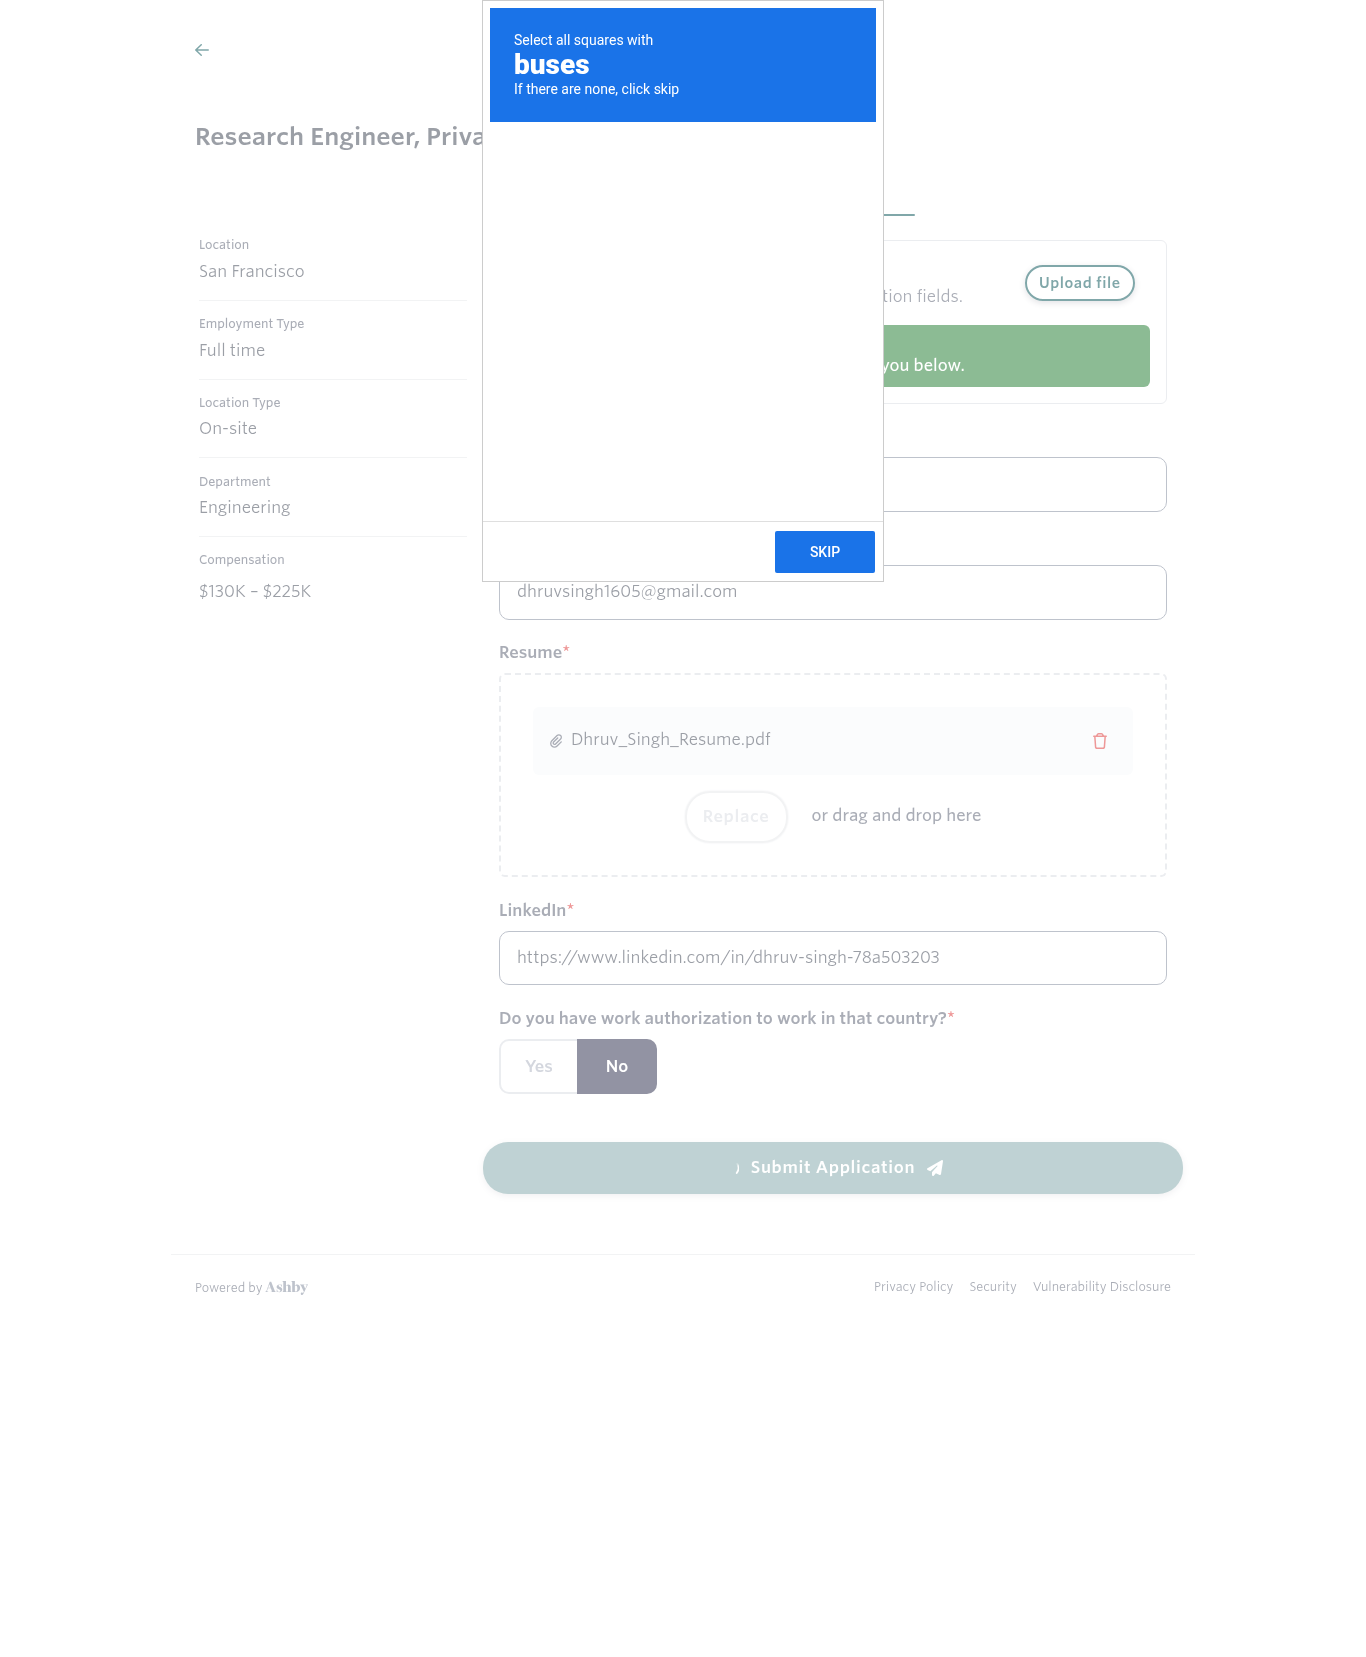 Select all squares with
buses
If there are none, click skip
Research Engineer, Priva
Location
San Francisco
Employment Type
Full time
Location Type
On-site
Department
Engineering
Compensation
$130K – $225K
Upload file
tion fields.
you below.
SKIP
dhruvsingh1605@gmail.com
Resume*
Dhruv_Singh_Resume.pdf
Replace or drag and drop here
LinkedIn*
https://www.linkedin.com/in/dhruv-singh-78a503203
Do you have work authorization to work in that country?*
Yes No
Submit Application
Powered by Ashby
Privacy Policy Security Vulnerability Disclosure